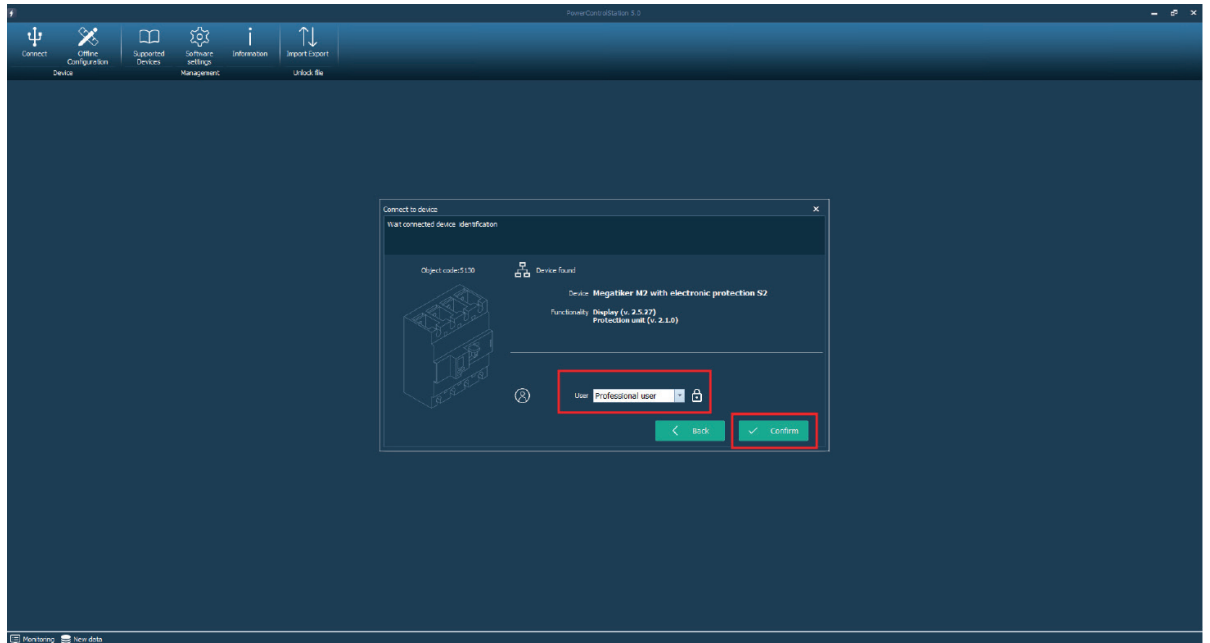 PowerControlStation 5.0
Connect
Offline Configuration
Supported Devices
Software settings
Information
Import Export
Device
Management
Unlock file
Connect to device
Wait connected device identification
Object code:5130
Device found
Device Megatiker M2 with electronic protection S2
Functionality Display (v. 2.5.27)
Protection unit (v. 2.1.0)
User Professional user
Back
Confirm
Monitoring
New data